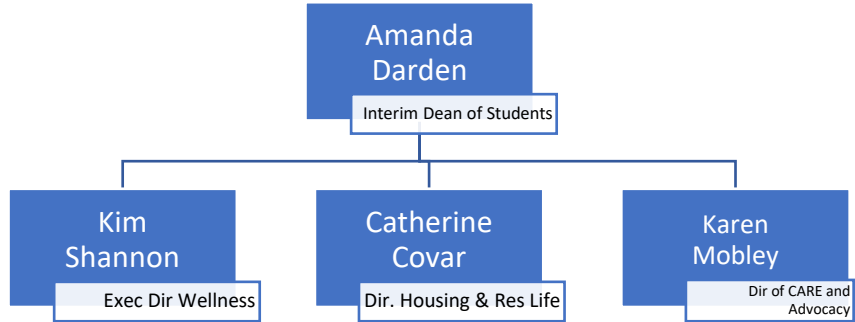 Amanda
Darden
Interim Dean of Students
Kim
Shannon
Exec Dir Wellness
Catherine
Covar
Dir. Housing & Res Life
Karen
Mobley
Dir of CARE and
Advocacy